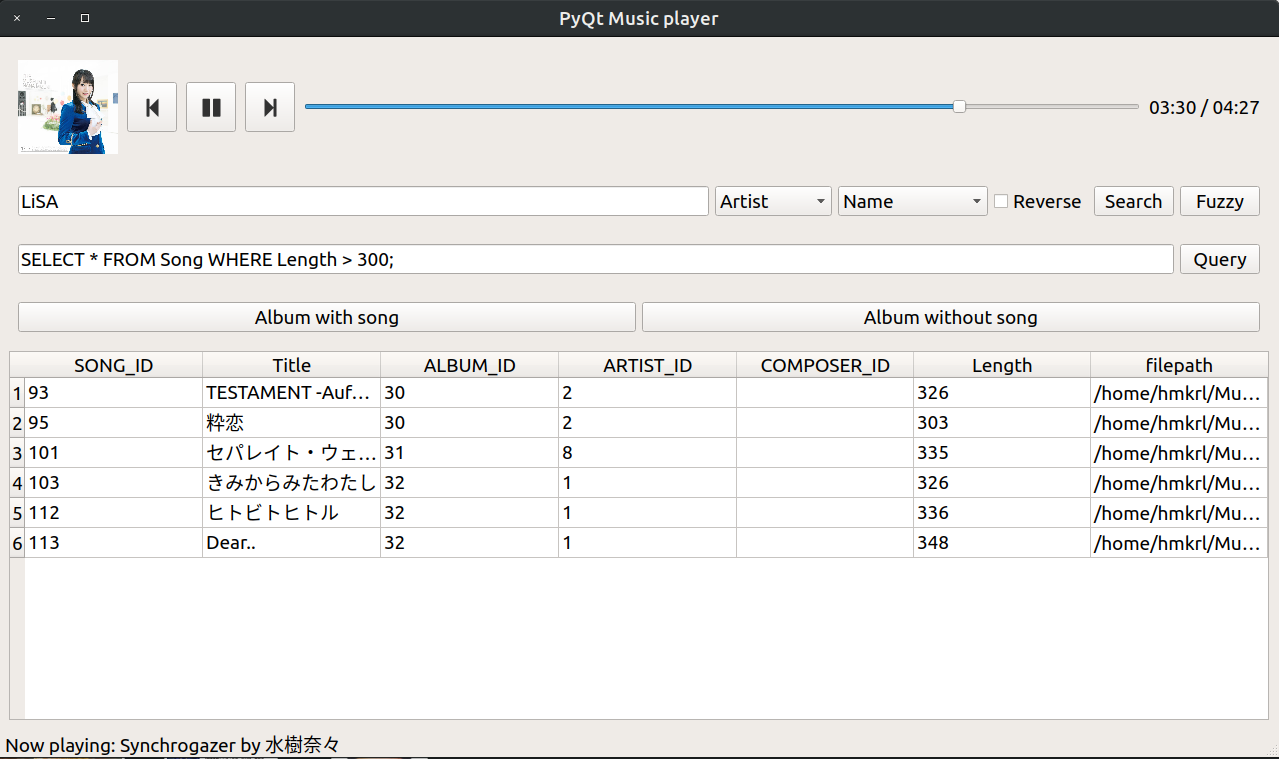 PyQt Music player
03:30 / 04:27
LiSA Artist Name Reverse Search Fuzzy
SELECT * FROM Song WHERE Length > 300; Query
Album with song Album without song
SONG_ID Title ALBUM_ID ARTIST_ID COMPOSER_ID Length filepath
1 93 TESTAMENT -Auf… 30 2 326 /home/hmkrl/Mu…
2 95 粋恋 30 2 303 /home/hmkrl/Mu…
3 101 セパレイト・ウェ… 31 8 335 /home/hmkrl/Mu…
4 103 きみからみたわたし 32 1 326 /home/hmkrl/Mu…
5 112 ヒトビトヒトル 32 1 336 /home/hmkrl/Mu…
6 113 Dear.. 32 1 348 /home/hmkrl/Mu…
Now playing: Synchrogazer by 水樹奈々